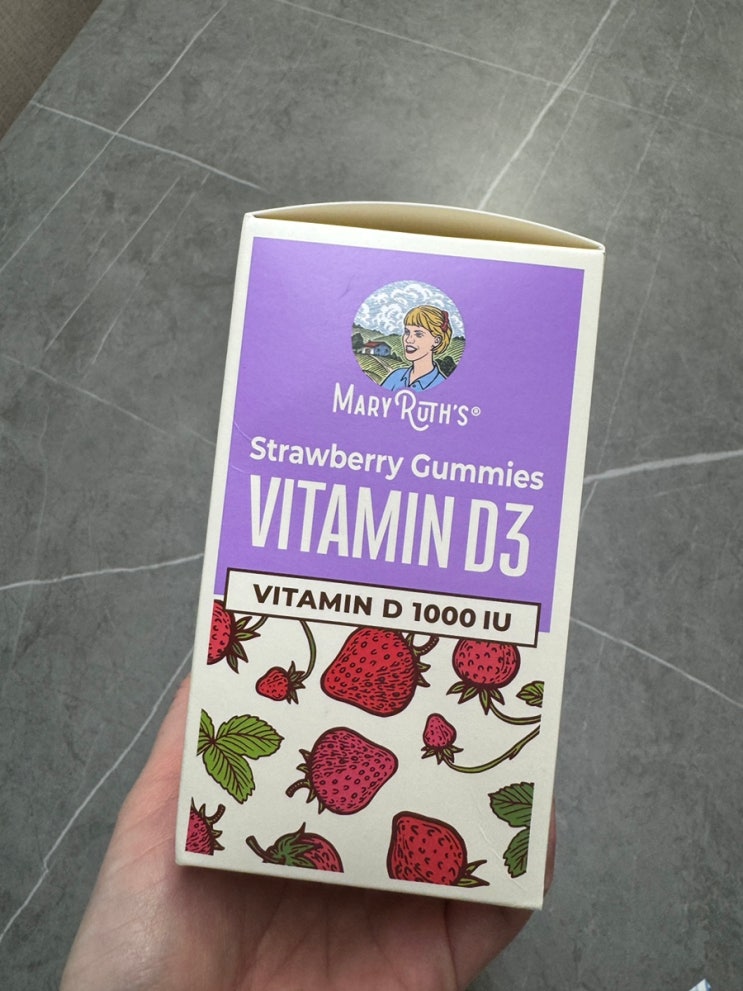 MARY RUTH'S®
Strawberry Gummies
VITAMIN D3
VITAMIN D 1000 IU